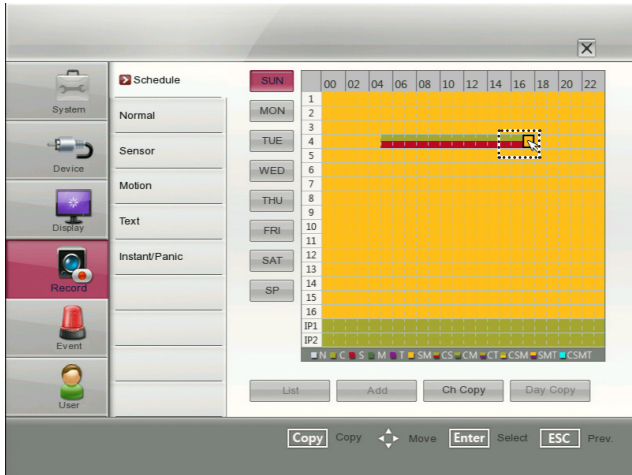 System
Device
Display
Record
Event
User
Schedule
Normal
Sensor
Motion
Text
Instant/Panic
SUN
MON
TUE
WED
THU
FRI
SAT
SP
00 02 04 06 08 10 12 14 16 18 20 22
1
2
3
4
5
6
7
8
9
10
11
12
13
14
15
16
IP1
IP2
N C S M T SM CS CM CT CSM SMT CSMT
List Add Ch Copy Day Copy
Copy Copy Move Enter Select ESC Prev.